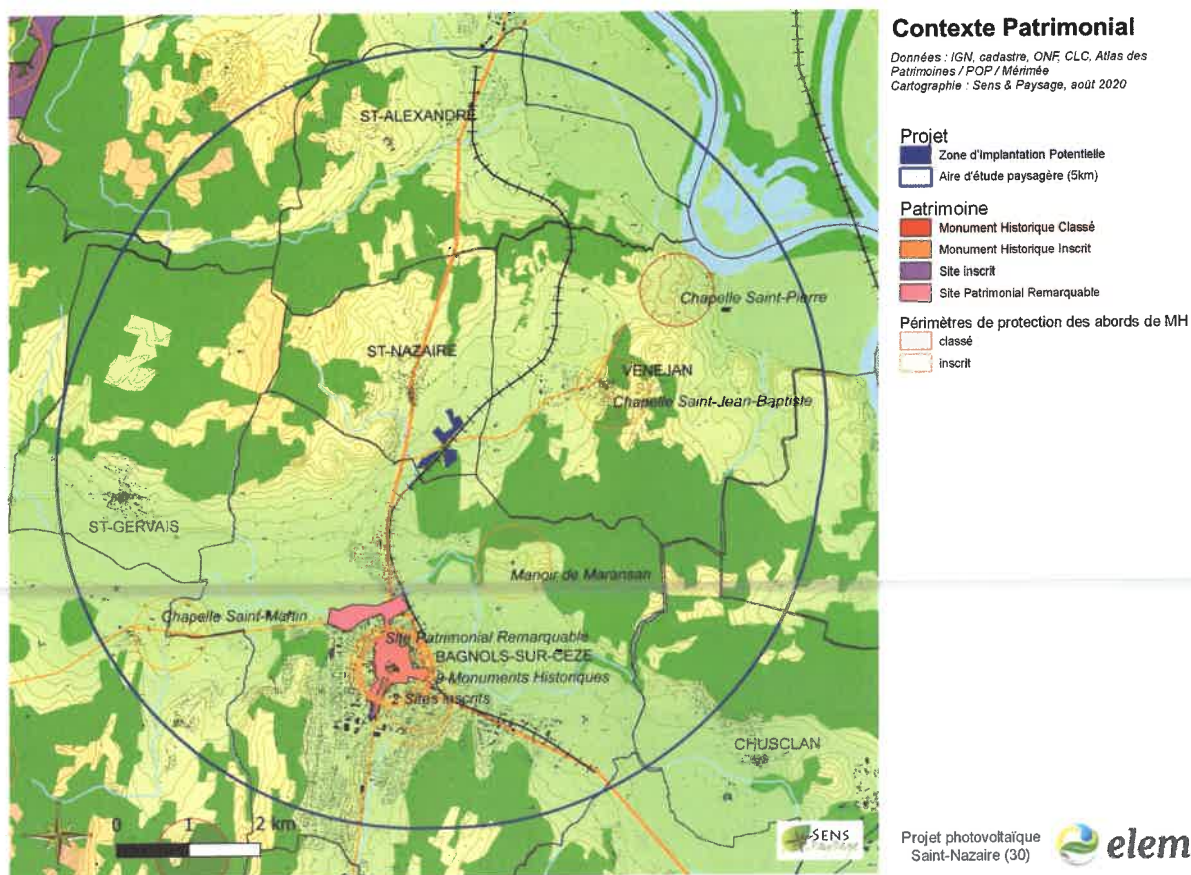 Contexte Patrimonial
Données : IGN, cadastre, ONF, CLC, Atlas des
Patrimoines / POP / Mérimée
Cartographie : Sens & Paysage, août 2020
Projet
Zone d'Implantation Potentielle
Aire d'étude paysagère (5km)
Patrimoine
Monument Historique Classé
Monument Historique Inscrit
Site inscrit
Site Patrimonial Remarquable
Périmètres de protection des abords de MH
classé
inscrit
ST-ALEXANDRE
Chapelle Saint-Pierre
ST-NAZAIRE
VENEJAN
Chapelle Saint-Jean-Baptiste
ST-GERVAIS
Manoir de Maransan
Chapelle Saint-Martin
Site Patrimonial Remarquable
BAGNOLS-SUR-CEZE
9 Monuments Historiques
2 Sites Inscrits
CHUSCLAN
0 1 2 km
SENS
Projet photovoltaïque
Saint-Nazaire (30)
elem